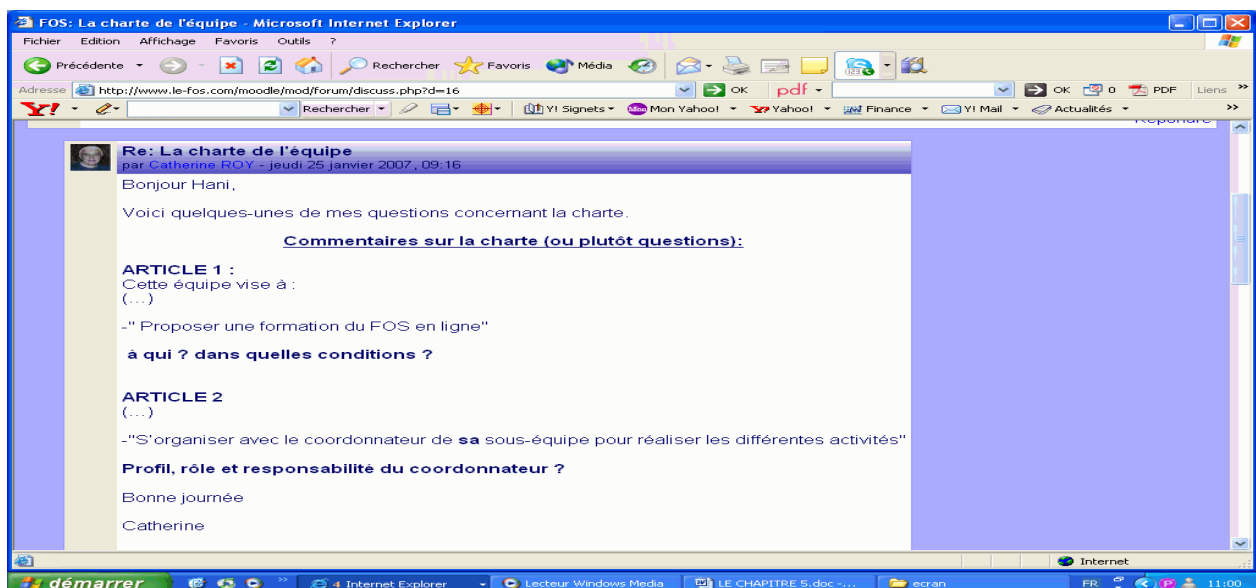 FOS: La charte de l'équipe - Microsoft Internet Explorer
Fichier Edition Affichage Favoris Outils ?
Précédente Rechercher Favoris Média
Adresse http://www.le-fos.com/moodle/mod/forum/discuss.php?d=16 OK pdf OK 0 PDF Liens »
Y! Rechercher Y! Signets Mon Yahoo! Yahoo! Finance Y! Mail Actualités »
Répondre
Re: La charte de l'équipe
par Catherine ROY - jeudi 25 janvier 2007, 09:16
Bonjour Hani,
Voici quelques-unes de mes questions concernant la charte.
Commentaires sur la charte (ou plutôt questions):
ARTICLE 1 :
Cette équipe vise à :
(...)
-" Proposer une formation du FOS en ligne"
à qui ? dans quelles conditions ?
ARTICLE 2
(...)
-"S'organiser avec le coordonnateur de sa sous-équipe pour réaliser les différentes activités"
Profil, rôle et responsabilité du coordonnateur ?
Bonne journée
Catherine
Internet
démarrer » 4 Internet Explorer Lecteur Windows Media LE CHAPITRE 5.doc -... ecran FR 11:00